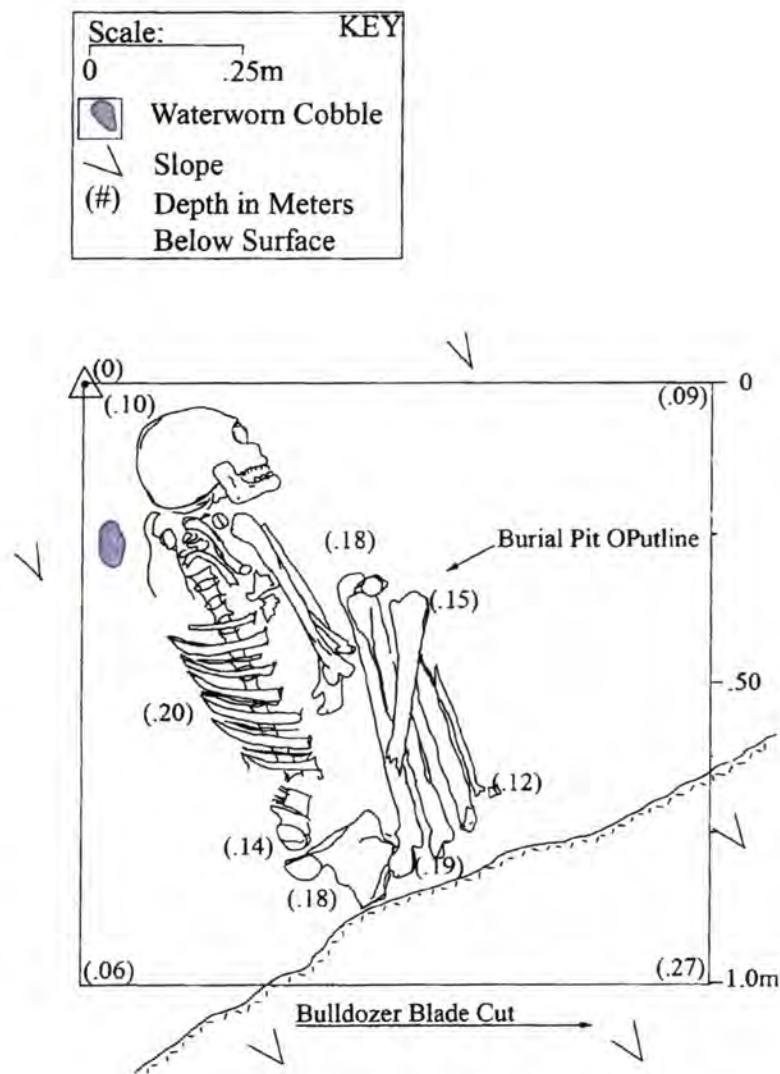 Scale: KEY
0 .25m
Waterworn Cobble
Slope
(#) Depth in Meters
Below Surface
(0)
0
(.10)
(.09)
(.18)
Burial Pit OPutline
(.15)
.50
(.20)
(.12)
(.14)
(.19)
(.18)
(.06)
(.27)
1.0m
Bulldozer Blade Cut